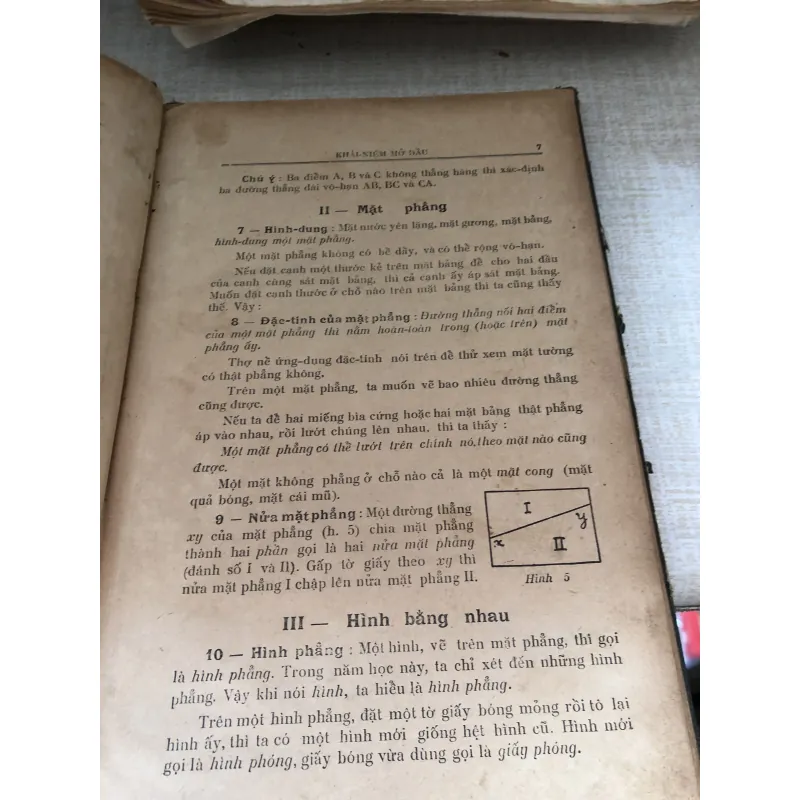 KHÁI-NIỆM MỞ ĐẦU 7
Chú ý : Ba điểm A, B và C không thẳng hàng thì xác-định
ba đường thẳng dài vô-hạn AB, BC và CA.
II — Mặt phẳng
7 — Hình-dung : Mặt nước yên lặng, mặt gương, mặt bảng,
hình-dung một mặt phẳng.
Một mặt phẳng không có bề dầy, và có thể rộng vô-hạn.
Nếu đặt cạnh một thước kẻ trên mặt bảng để cho hai đầu
của cạnh cùng sát mặt bảng, thì cả cạnh ấy áp sát mặt bảng.
Muốn đặt cạnh thước ở chỗ nào trên mặt bảng thì ta cũng thấy
thế. Vậy :
8 — Đặc-tính của mặt phẳng : Đường thẳng nối hai điểm
của một mặt phẳng thì nằm hoàn-toàn trong (hoặc trên) mặt
phẳng ấy.
Thợ nề ứng-dụng đặc-tính nói trên để thử xem mặt tường
có thật phẳng không.
Trên một mặt phẳng, ta muốn vẽ bao nhiêu đường thẳng
cũng được.
Nếu ta để hai miếng bìa cứng hoặc hai mặt bảng thật phẳng
áp vào nhau, rồi lướt chúng lên nhau, thì ta thấy :
Một mặt phẳng có thể lướt trên chính nó, theo mặt nào cũng
được.
Một mặt không phẳng ở chỗ nào cả là một mặt cong (mặt
quả bóng, mặt cái mũ).
9 — Nửa mặt phẳng : Một đường thẳng
xy của mặt phẳng (h. 5) chia mặt phẳng
thành hai phần gọi là hai nửa mặt phẳng
(đánh số I và II). Gấp tờ giấy theo xy thì
nửa mặt phẳng I chập lên nửa mặt phẳng II.
I
y
x
II
Hình 5
III — Hình bằng nhau
10 — Hình phẳng : Một hình, vẽ trên mặt phẳng, thì gọi
là hình phẳng. Trong năm học này, ta chỉ xét đến những hình
phẳng. Vậy khi nói hình, ta hiểu là hình phẳng.
Trên một hình phẳng, đặt một tờ giấy bóng mỏng rồi tô lại
hình ấy, thì ta có một hình mới giống hệt hình cũ. Hình mới
gọi là hình phóng, giấy bóng vừa dùng gọi là giấy phóng.